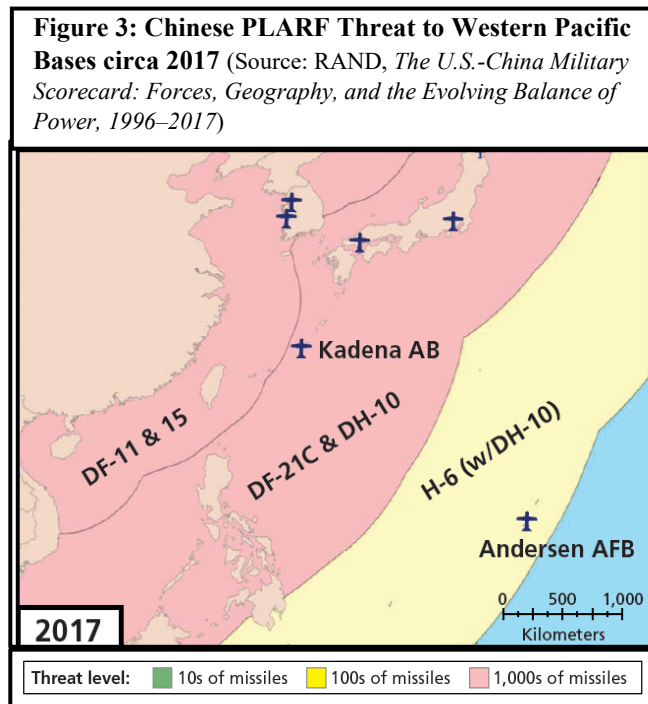 Figure 3: Chinese PLARF Threat to Western Pacific
Bases circa 2017 (Source: RAND, The U.S.-China Military
Scorecard: Forces, Geography, and the Evolving Balance of
Power, 1996–2017)
Kadena AB
DF-11 & 15
DF-21C & DH-10
H-6 (w/DH-10)
Andersen AFB
0 500 1,000
Kilometers
2017
Threat level: 10s of missiles 100s of missiles 1,000s of missiles